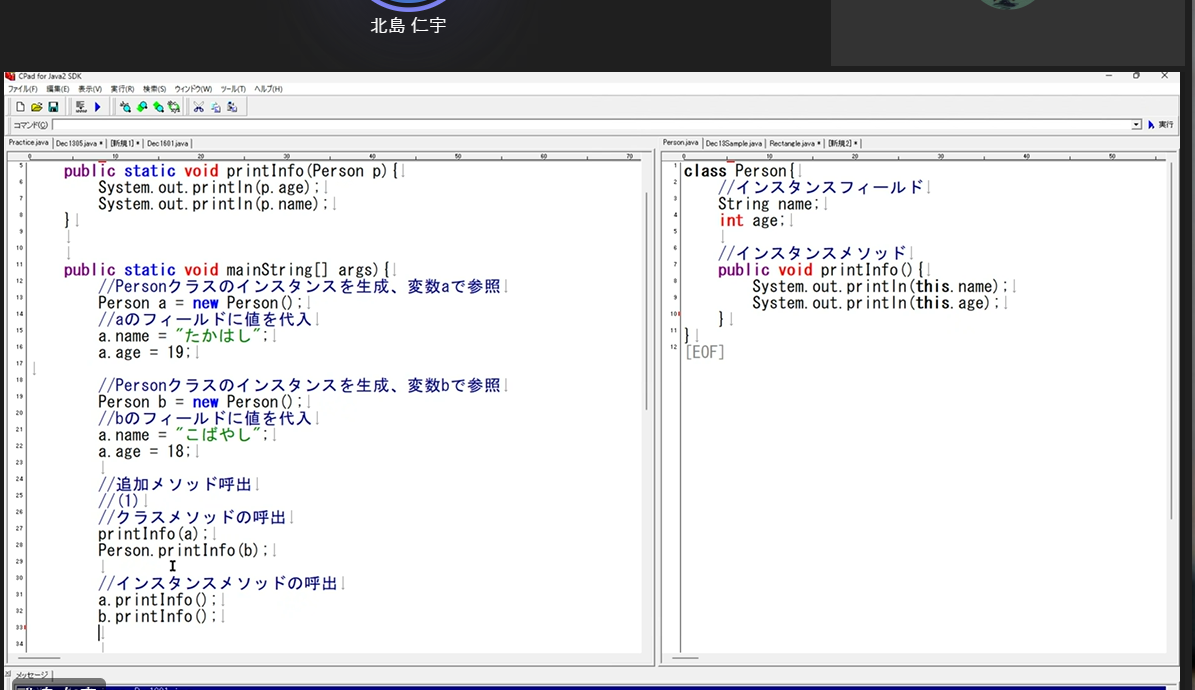 北島 仁宇
CPad for Java2 SDK
ファイル(F) 編集(E) 表示(V) 実行(R) 検索(S) ウィンドウ(W) ツール(T) ヘルプ(H)
コマンド(C) 実行
Practice.java Dec1305.java * [新規1] * Dec1601.java
0 10 20 30 40 50 60 70
5 public static void printInfo(Person p){
6 System.out.println(p.age);
7 System.out.println(p.name);
8 }
9
10
11 public static void mainString[] args){
12 //Personクラスのインスタンスを生成、変数aで参照
13 Person a = new Person();
14 //aのフィールドに値を代入
15 a.name = "たかはし";
16 a.age = 19;
17
18 //Personクラスのインスタンスを生成、変数bで参照
19 Person b = new Person();
20 //bのフィールドに値を代入
21 a.name = "こばやし";
22 a.age = 18;
23
24 //追加メソッド呼出
25 //(1)
26 //クラスメソッドの呼出
27 printInfo(a);
28 Person.printInfo(b);
29
30 //インスタンスメソッドの呼出
31 a.printInfo();
32 b.printInfo();
33
34
Person.java Dec13Sample.java Rectangle.java * [新規2] *
0 10 20 30 40 50
1 class Person{
2 //インスタンスフィールド
3 String name;
4 int age;
5
6 //インスタンスメソッド
7 public void printInfo(){
8 System.out.println(this.name);
9 System.out.println(this.age);
10 }
11 }
12 [EOF]
メッセージ